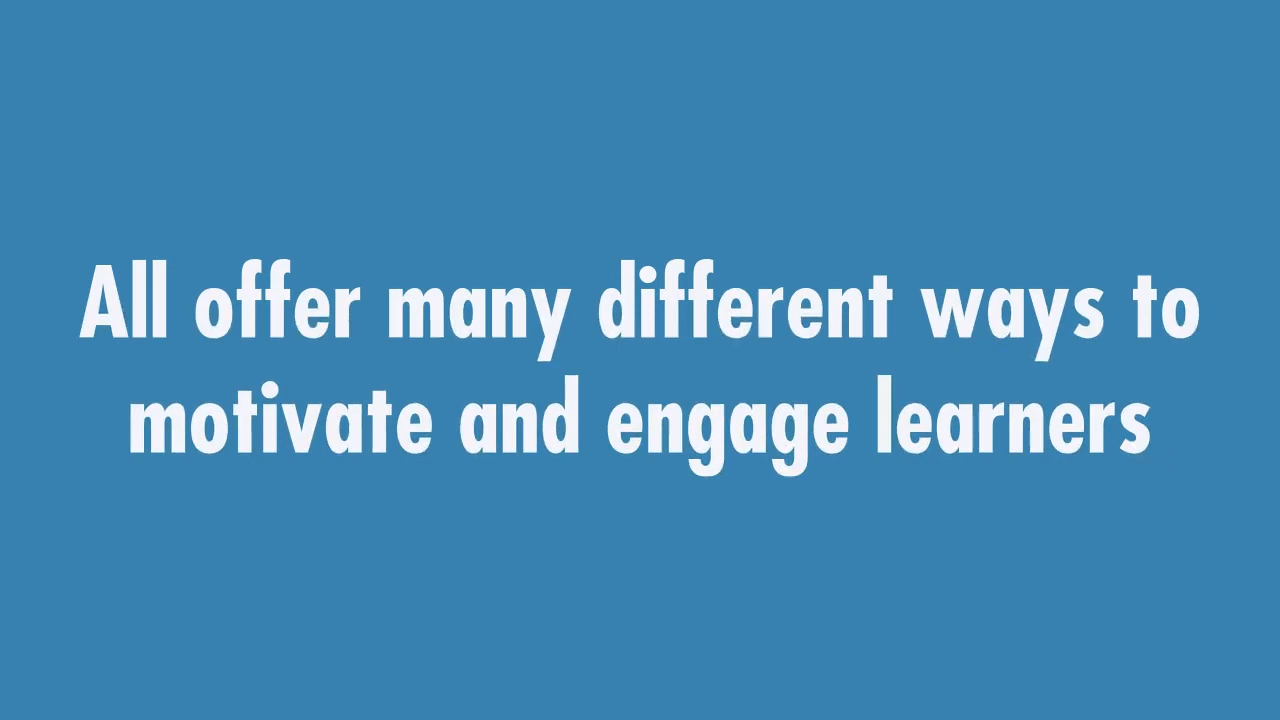 All offer many different ways to
motivate and engage learners